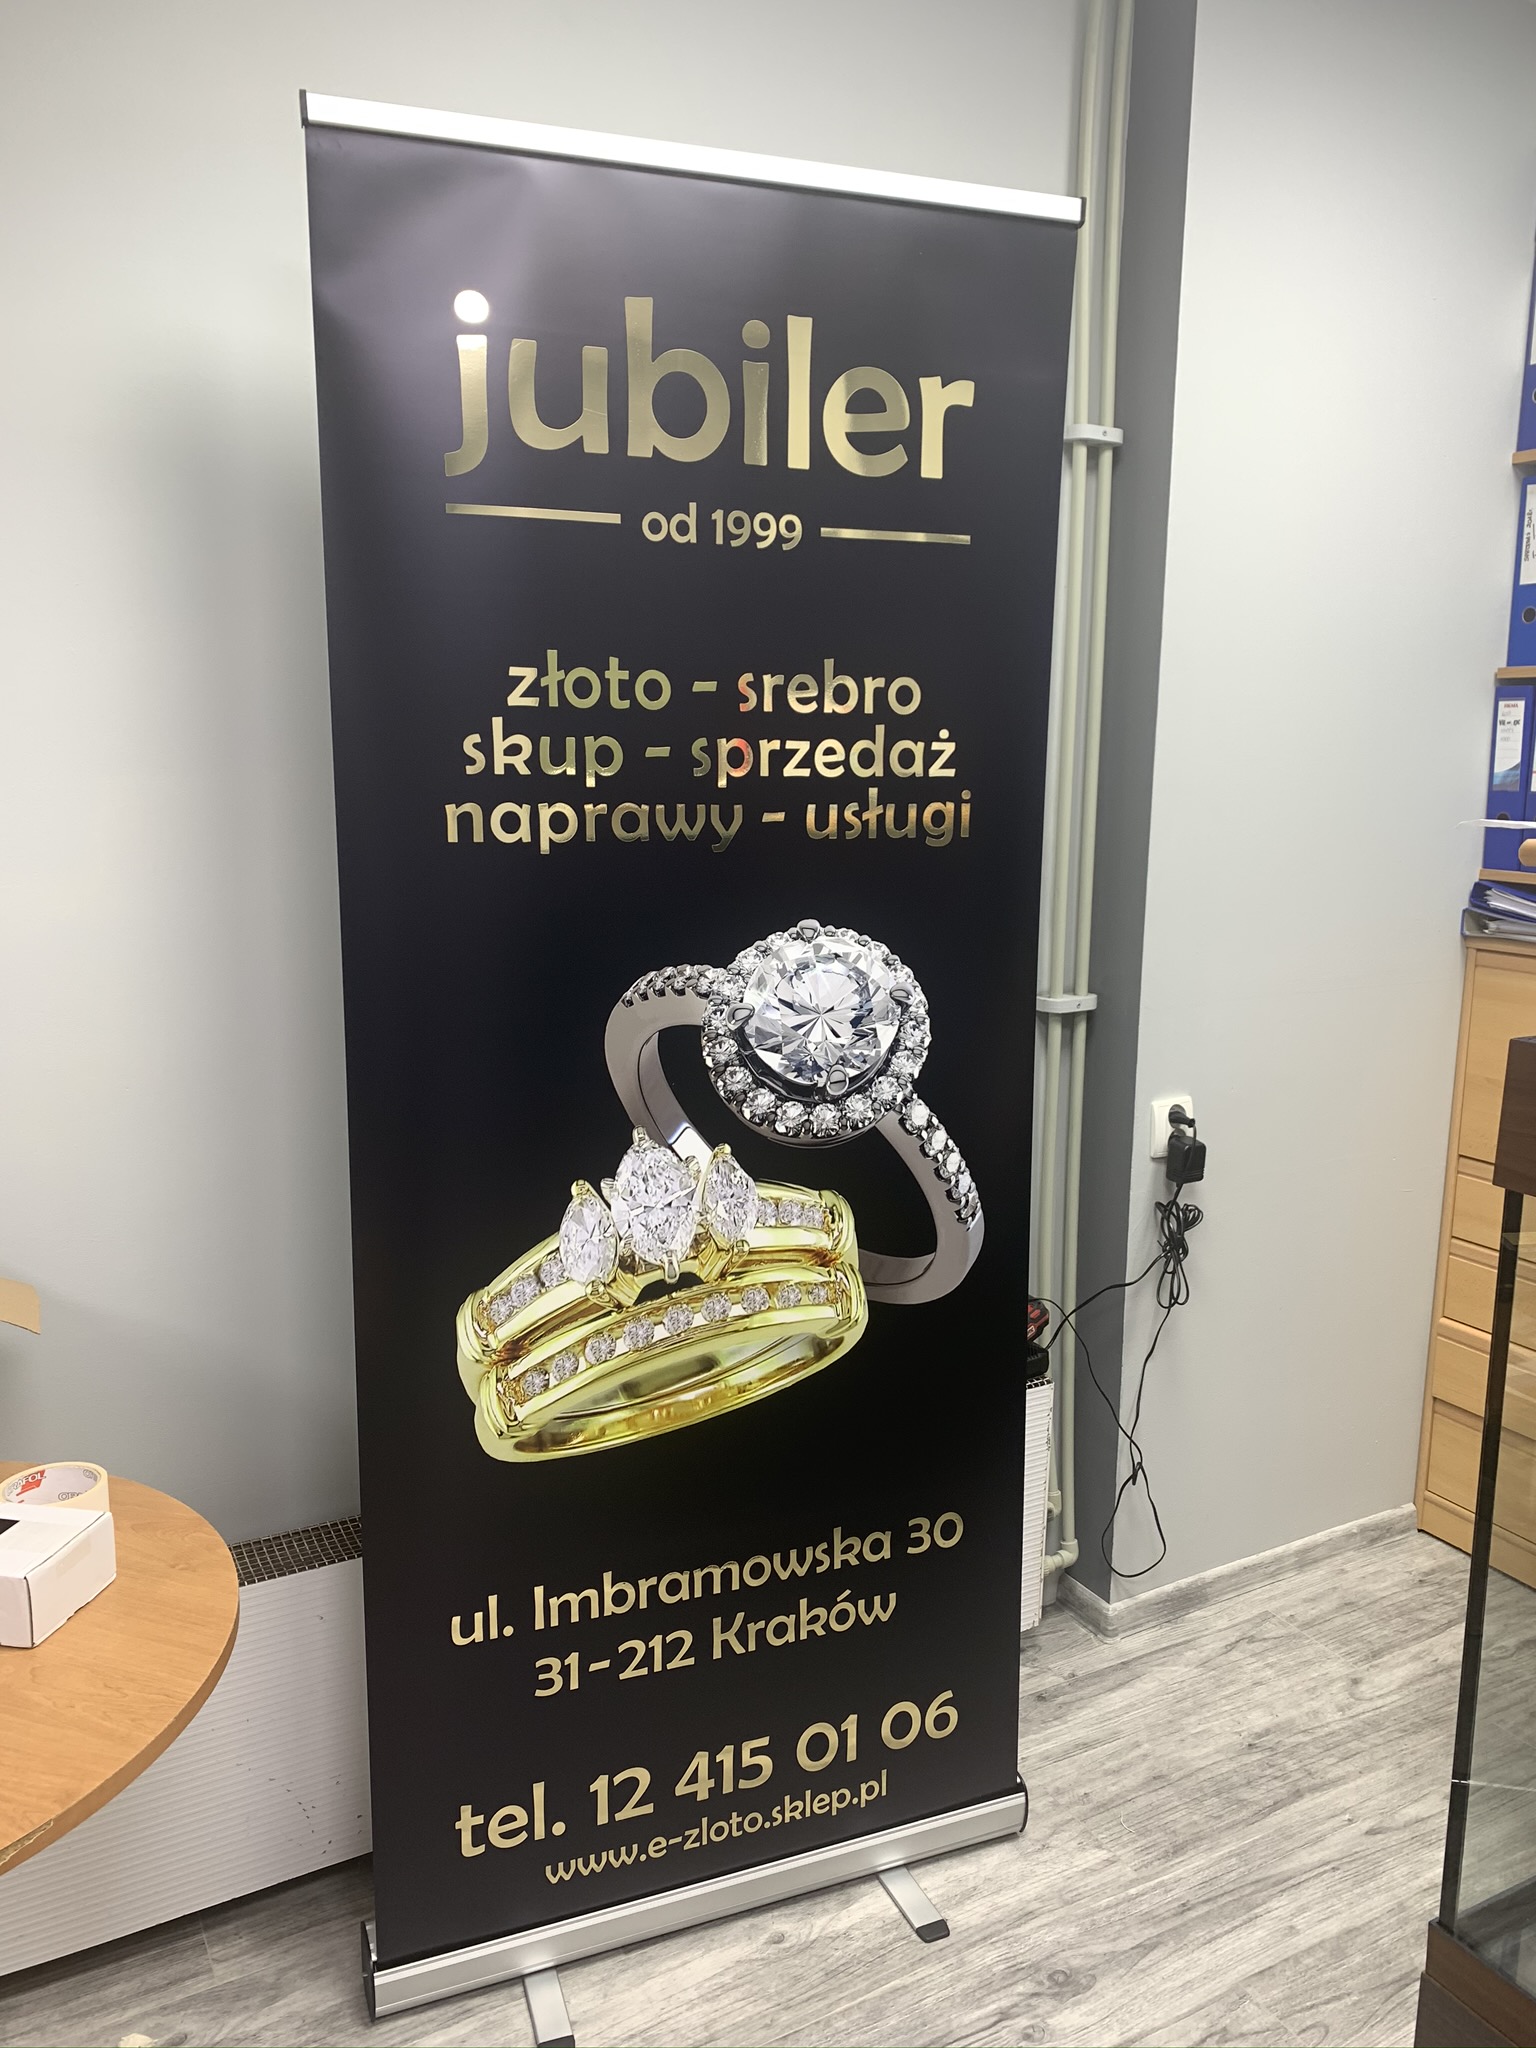 jubiler
od 1999
złoto - srebro
skup - sprzedaż
naprawy - usługi
ul. Imbramowska 30
31-212 Kraków
tel. 12 415 01 06
www.e-zloto.sklep.pl